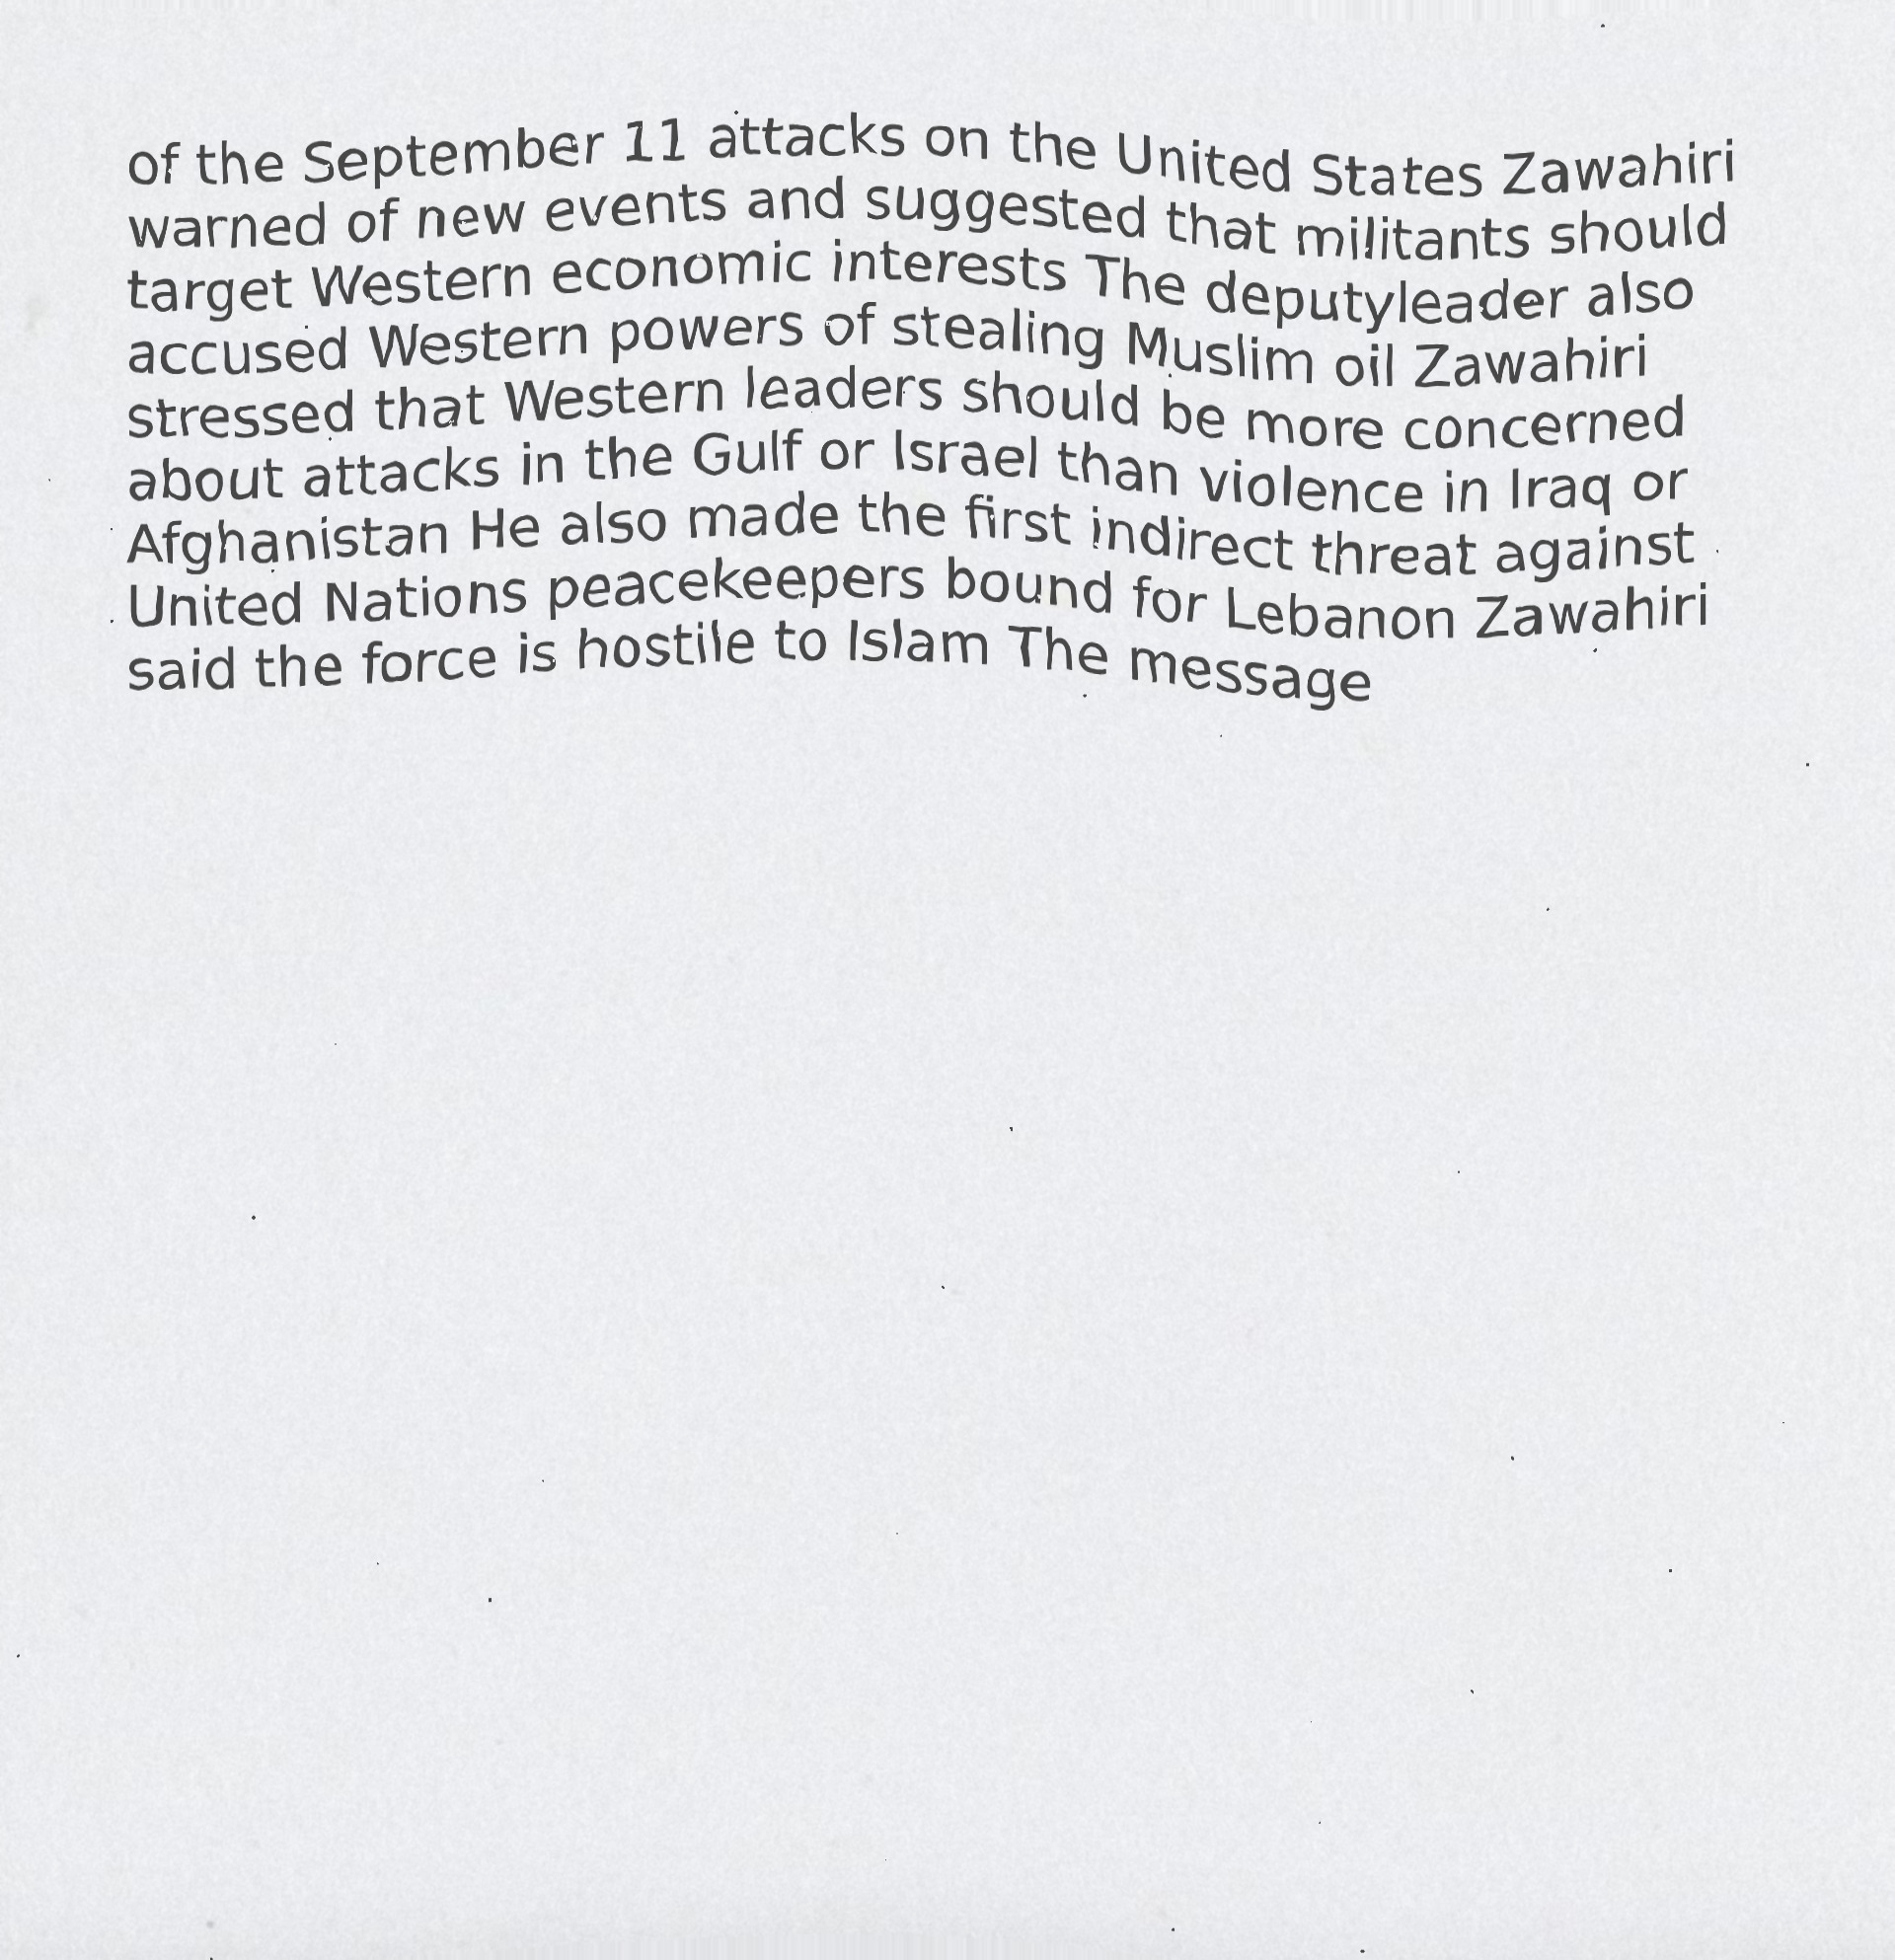 of the September 11 attacks on the United States Zawahiri
warned of new events and suggested that militants should
target Western economic interests The deputyleader also
accused Western powers of stealing Muslim oil Zawahiri
stressed that Western leaders should be more concerned
about attacks in the Gulf or Israel than violence in Iraq or
Afghanistan He also made the first indirect threat against
United Nations peacekeepers bound for Lebanon Zawahiri
said the force is hostile to Islam The message